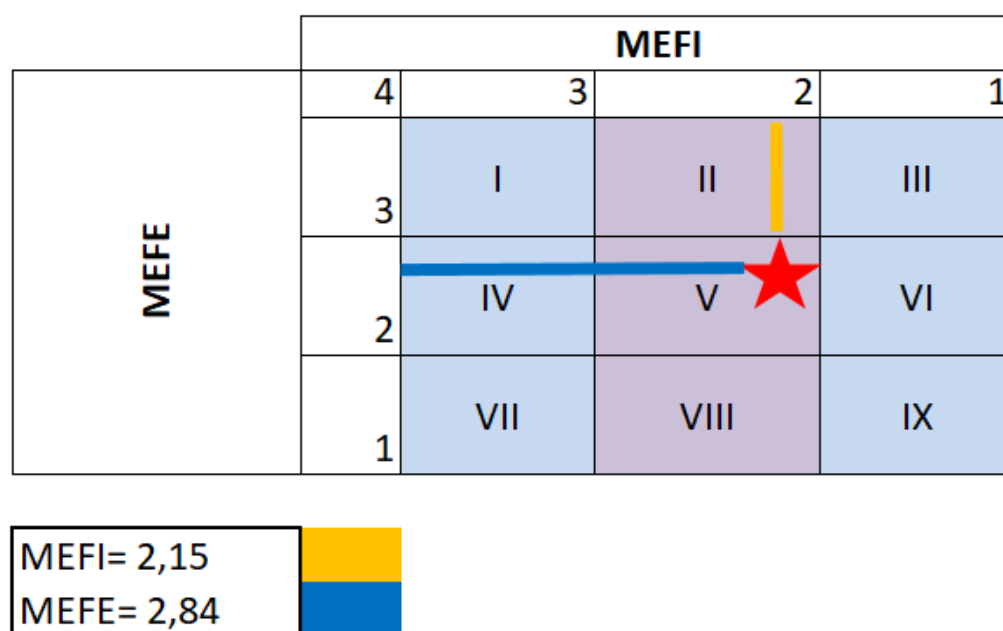 MEFI
4 3 2 1
MEFE
I II III
3
IV V VI
2
VII VIII IX
1
MEFI= 2,15
MEFE= 2,84